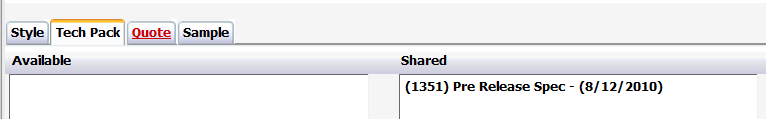 Style Tech Pack Quote Sample
Available Shared
(1351) Pre Release Spec - (8/12/2010)